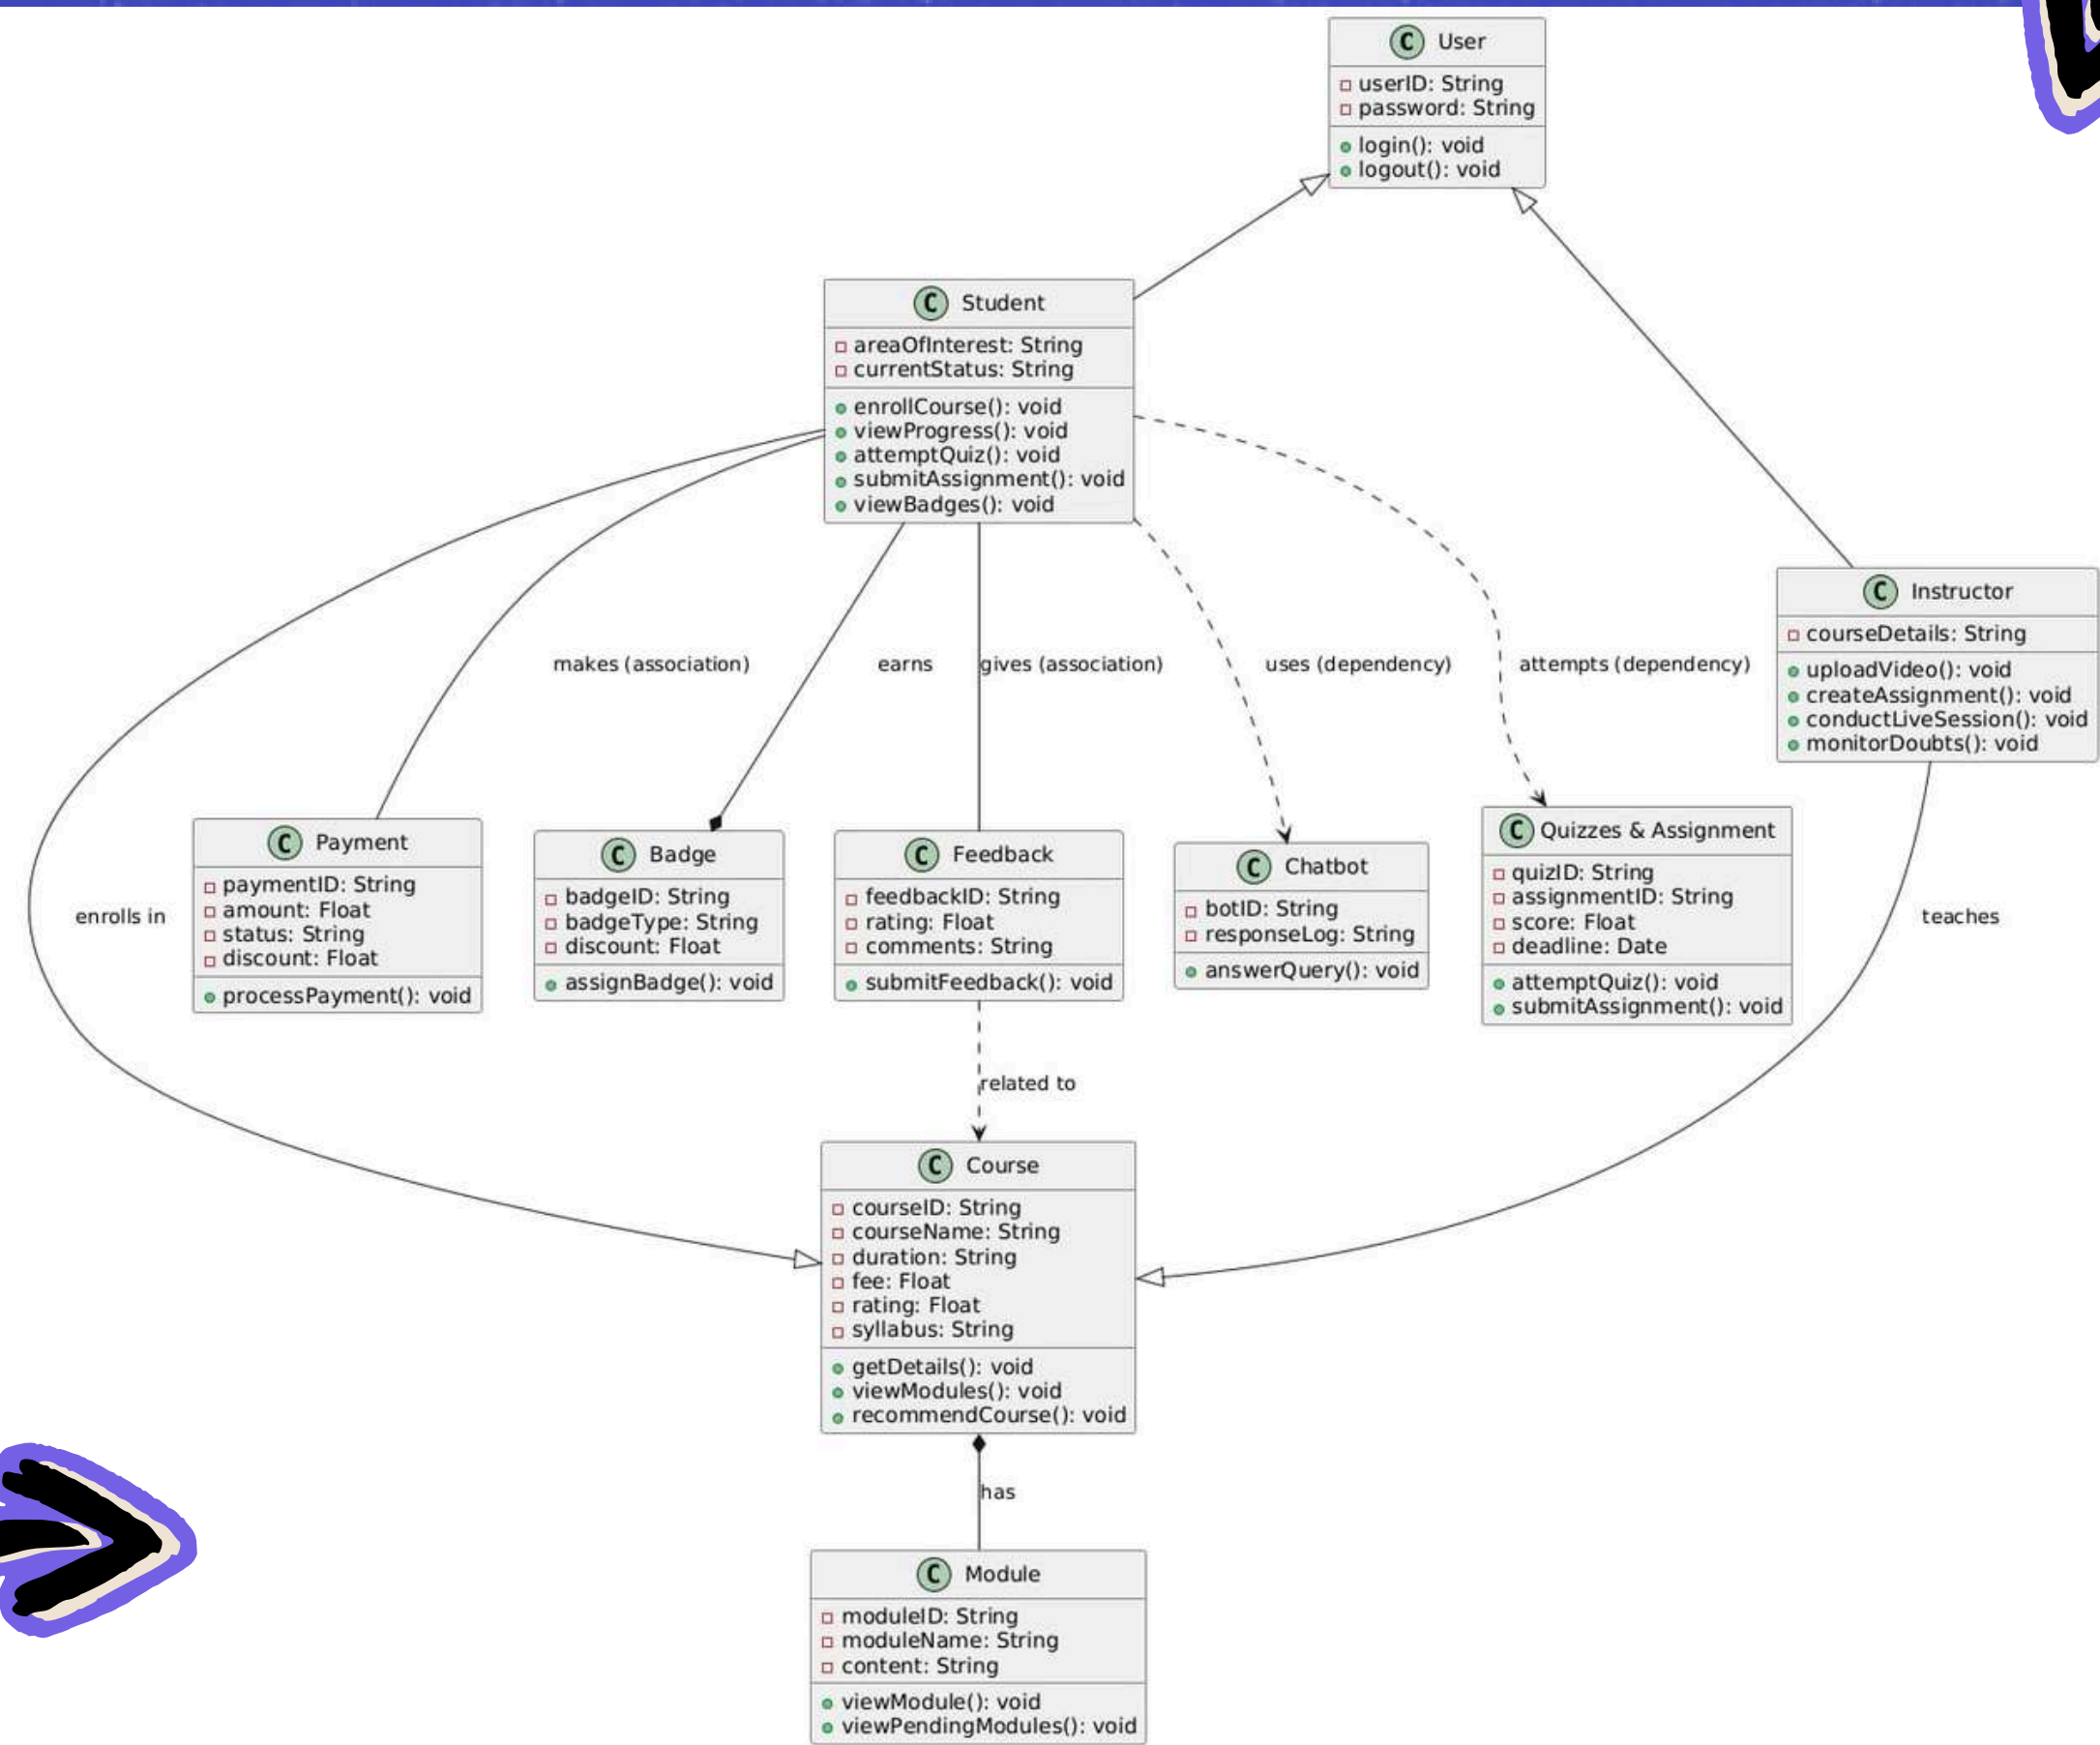 C User
userID: String
password: String
login(): void
logout(): void
C Student
areaOfInterest: String
currentStatus: String
enrollCourse(): void
viewProgress(): void
attemptQuiz(): void
submitAssignment(): void
viewBadges(): void
C Instructor
courseDetails: String
uploadVideo(): void
createAssignment(): void
conductLiveSession(): void
monitorDoubts(): void
makes (association)
earns
gives (association)
uses (dependency)
attempts (dependency)
C Payment
paymentID: String
amount: Float
status: String
discount: Float
processPayment(): void
C Badge
badgeID: String
badgeType: String
discount: Float
assignBadge(): void
C Feedback
feedbackID: String
rating: Float
comments: String
submitFeedback(): void
C Chatbot
botID: String
responseLog: String
answerQuery(): void
C Quizzes & Assignment
quizID: String
assignmentID: String
score: Float
deadline: Date
attemptQuiz(): void
submitAssignment(): void
enrolls in
teaches
related to
C Course
courseID: String
courseName: String
duration: String
fee: Float
rating: Float
syllabus: String
getDetails(): void
viewModules(): void
recommendCourse(): void
has
C Module
moduleID: String
moduleName: String
content: String
viewModule(): void
viewPendingModules(): void